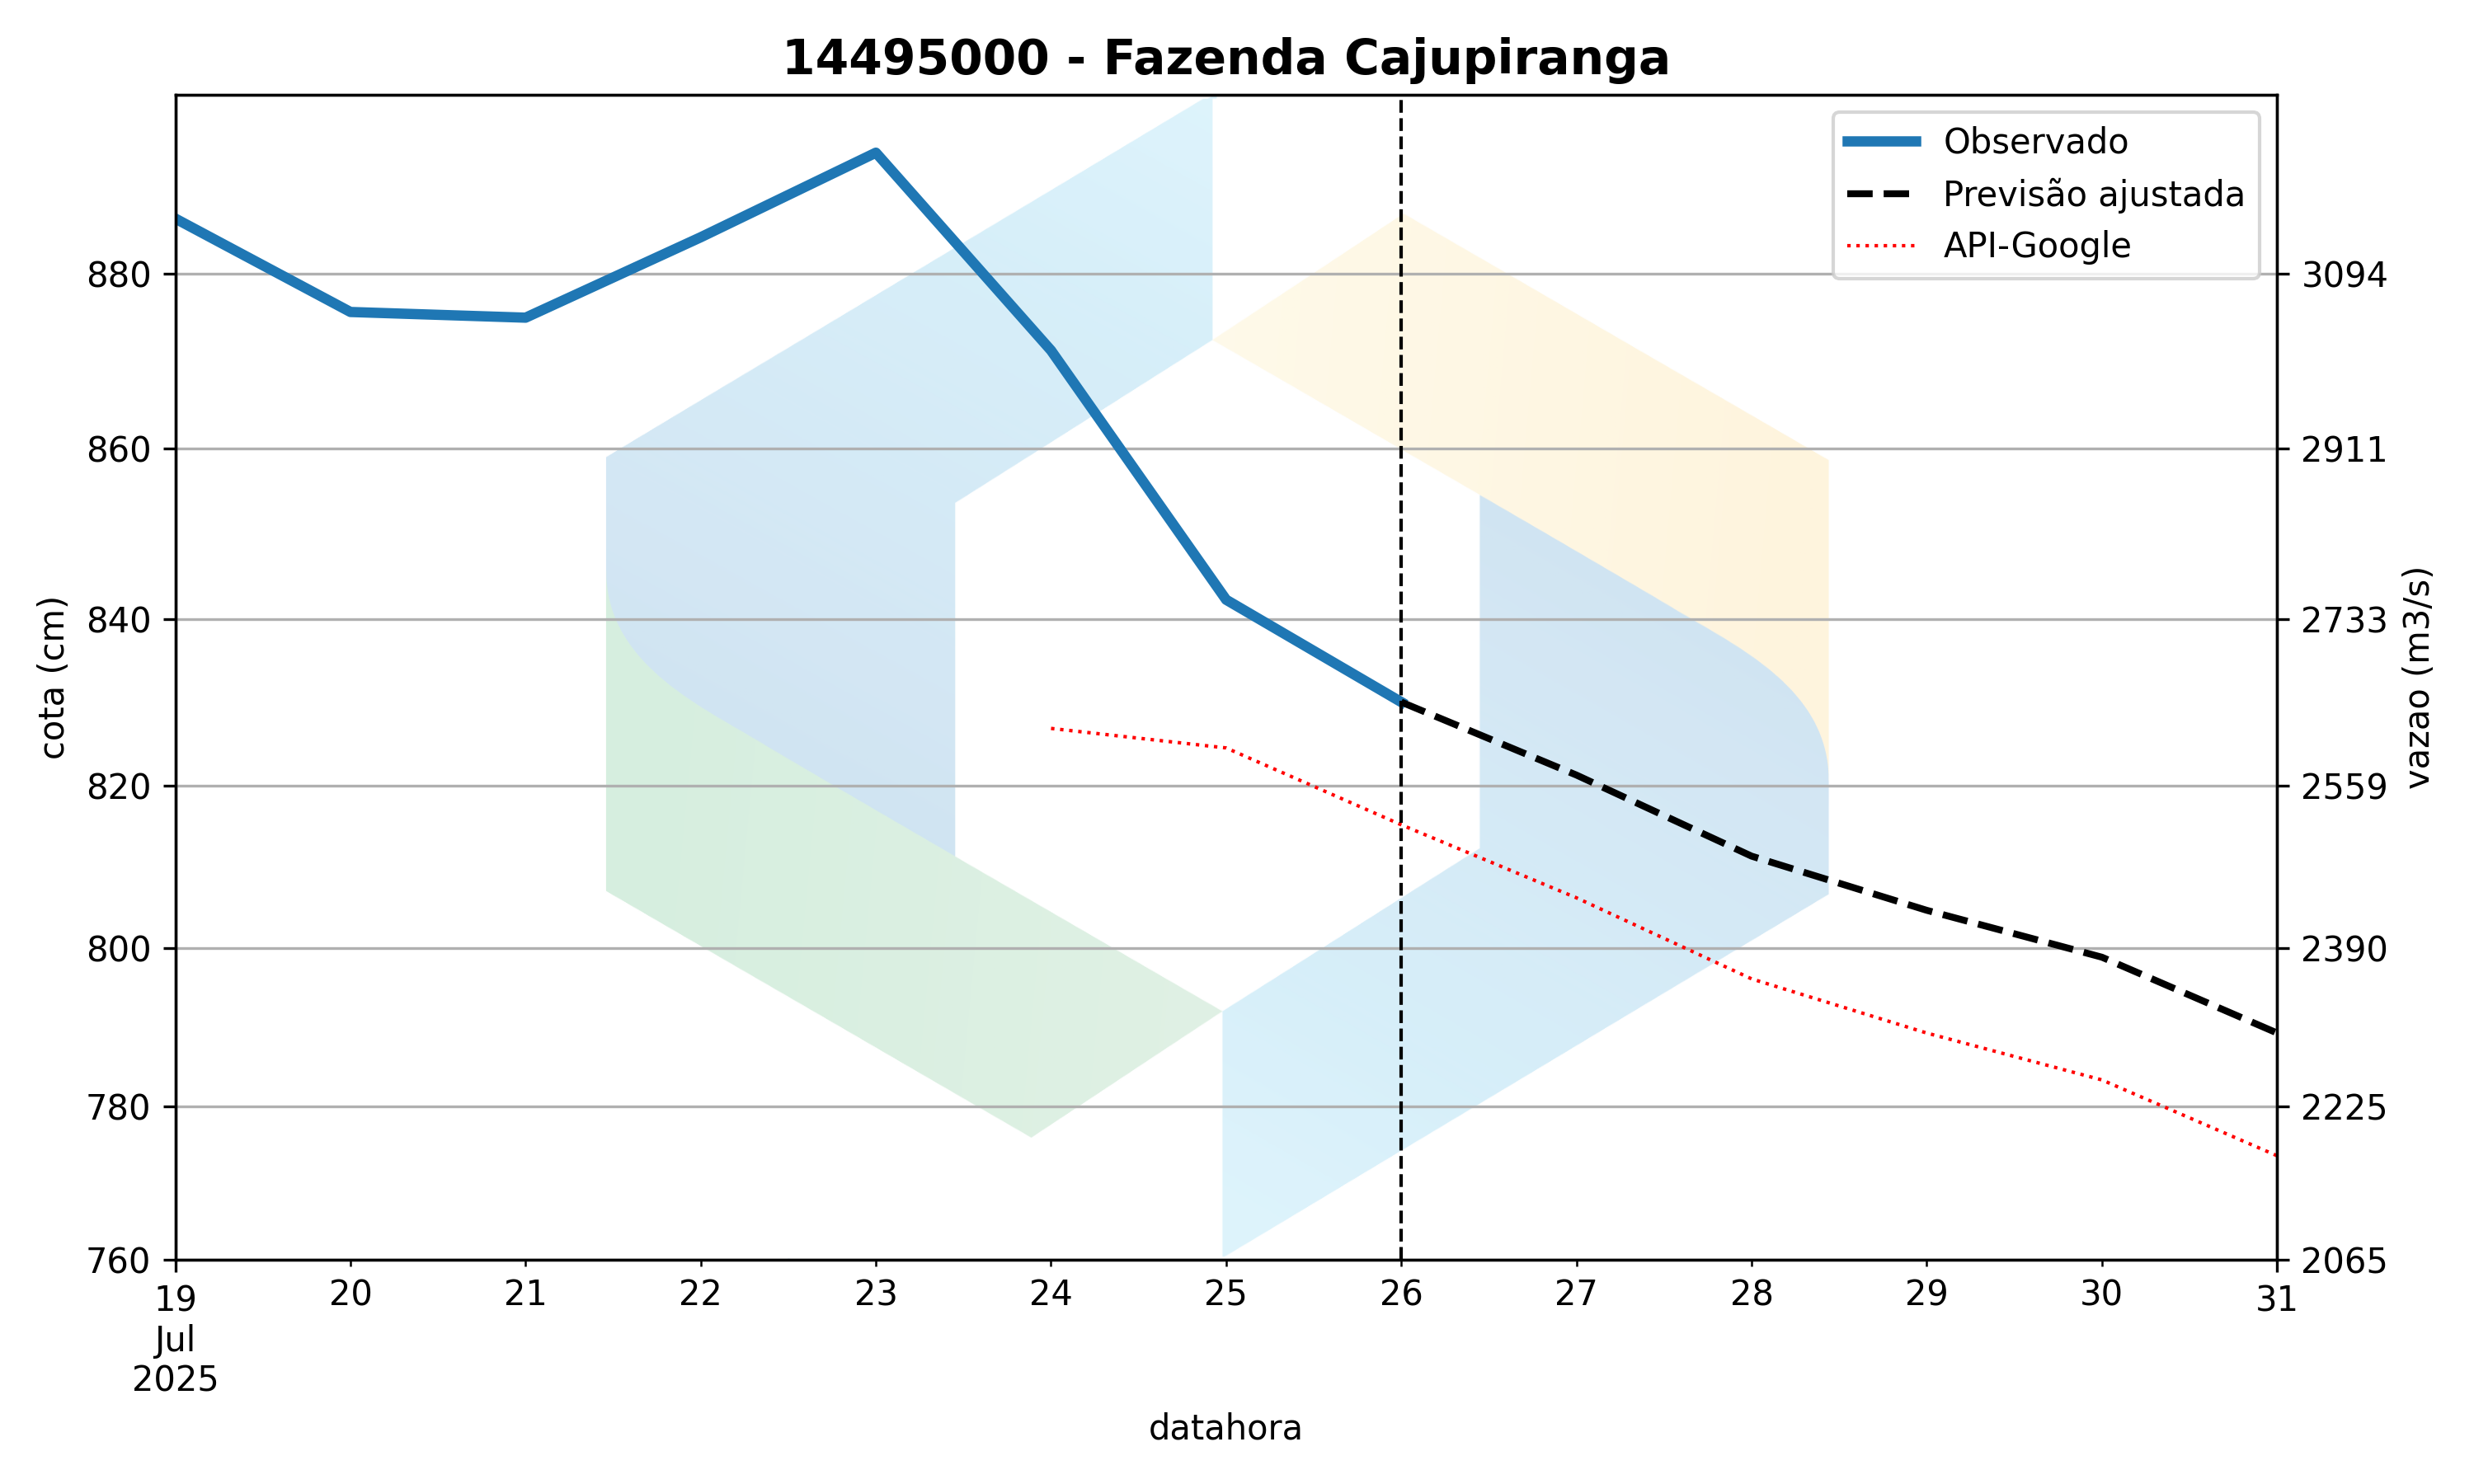 14495000 - Fazenda Cajupiranga
Observado
Previsão ajustada
API-Google
880
860
840
820
800
780
760
cota (cm)
3094
2911
2733
2559
2390
2225
2065
vazao (m3/s)
19 20 21 22 23 24 25 26 27 28 29 30 31
Jul
2025
datahora